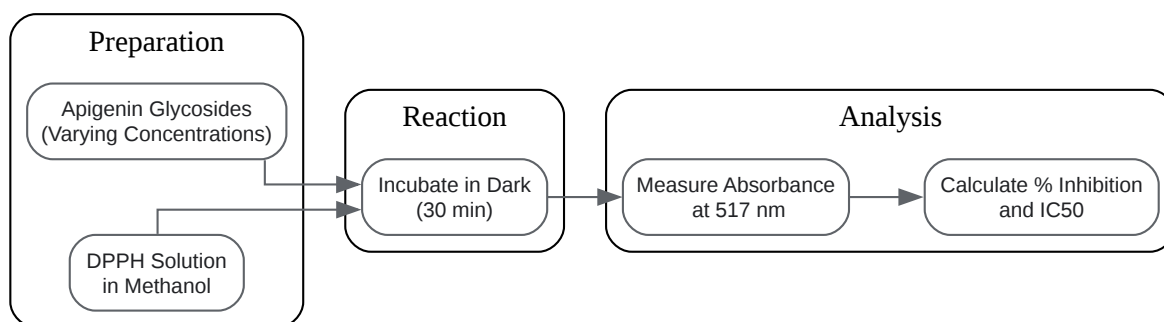 Preparation
Apigenin Glycosides
(Varying Concentrations)
DPPH Solution
in Methanol
Reaction
Incubate in Dark
(30 min)
Analysis
Measure Absorbance
at 517 nm
Calculate % Inhibition
and IC50